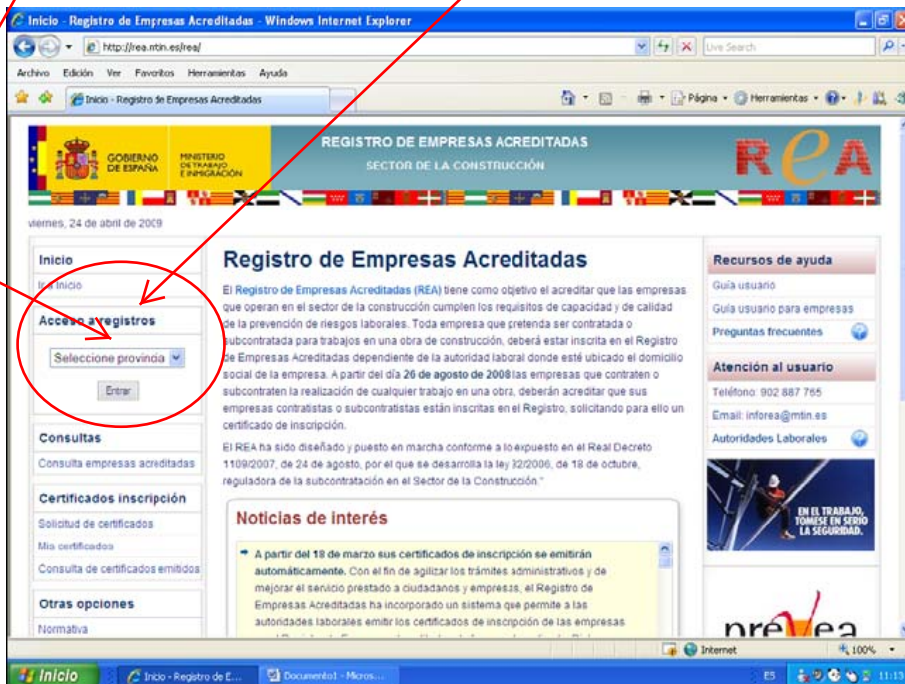 Inicio - Registro de Empresas Acreditadas - Windows Internet Explorer
http://rea.mtin.es/rea/
Live Search
Archivo Edición Ver Favoritos Herramientas Ayuda
Inicio - Registro de Empresas Acreditadas
Página Herramientas
GOBIERNO DE ESPAÑA
MINISTERIO DE TRABAJO E INMIGRACIÓN
REGISTRO DE EMPRESAS ACREDITADAS
SECTOR DE LA CONSTRUCCIÓN
ReA
viernes, 24 de abril de 2009
Inicio
Ir a Inicio
Acceso a registros
Seleccione provincia
Entrar
Consultas
Consulta empresas acreditadas
Certificados inscripción
Solicitud de certificados
Mis certificados
Consulta de certificados emitidos
Otras opciones
Normativa
Registro de Empresas Acreditadas
El Registro de Empresas Acreditadas (REA) tiene como objetivo el acreditar que las empresas
que operan en el sector de la construcción cumplen los requisitos de capacidad y de calidad
de la prevención de riesgos laborales. Toda empresa que pretenda ser contratada o
subcontratada para trabajos en una obra de construcción, deberá estar inscrita en el Registro
de Empresas Acreditadas dependiente de la autoridad laboral donde esté ubicado el domicilio
social de la empresa. A partir del día 26 de agosto de 2008 las empresas que contraten o
subcontraten la realización de cualquier trabajo en una obra, deberán acreditar que sus
empresas contratistas o subcontratistas están inscritas en el Registro, solicitando para ello un
certificado de inscripción.
El REA ha sido diseñado y puesto en marcha conforme a lo expuesto en el Real Decreto
1109/2007, de 24 de agosto, por el que se desarrolla la ley 32/2006, de 18 de octubre,
reguladora de la subcontratación en el Sector de la Construcción."
Noticias de interés
A partir del 18 de marzo sus certificados de inscripción se emitirán
automáticamente. Con el fin de agilizar los trámites administrativos y de
mejorar el servicio prestado a ciudadanos y empresas, el Registro de
Empresas Acreditadas ha incorporado un sistema que permite a las
autoridades laborales emitir los certificados de inscripción de las empresas
Recursos de ayuda
Guía usuario
Guía usuario para empresas
Preguntas frecuentes
Atención al usuario
Teléfono: 902 887 765
Email: inforea@mtin.es
Autoridades Laborales
EN EL TRABAJO,
TÓMESE EN SERIO
LA SEGURIDAD.
prevea
Internet
100%
Inicio
Inicio - Registro de E...
Documento1 - Micros...
ES
11:13